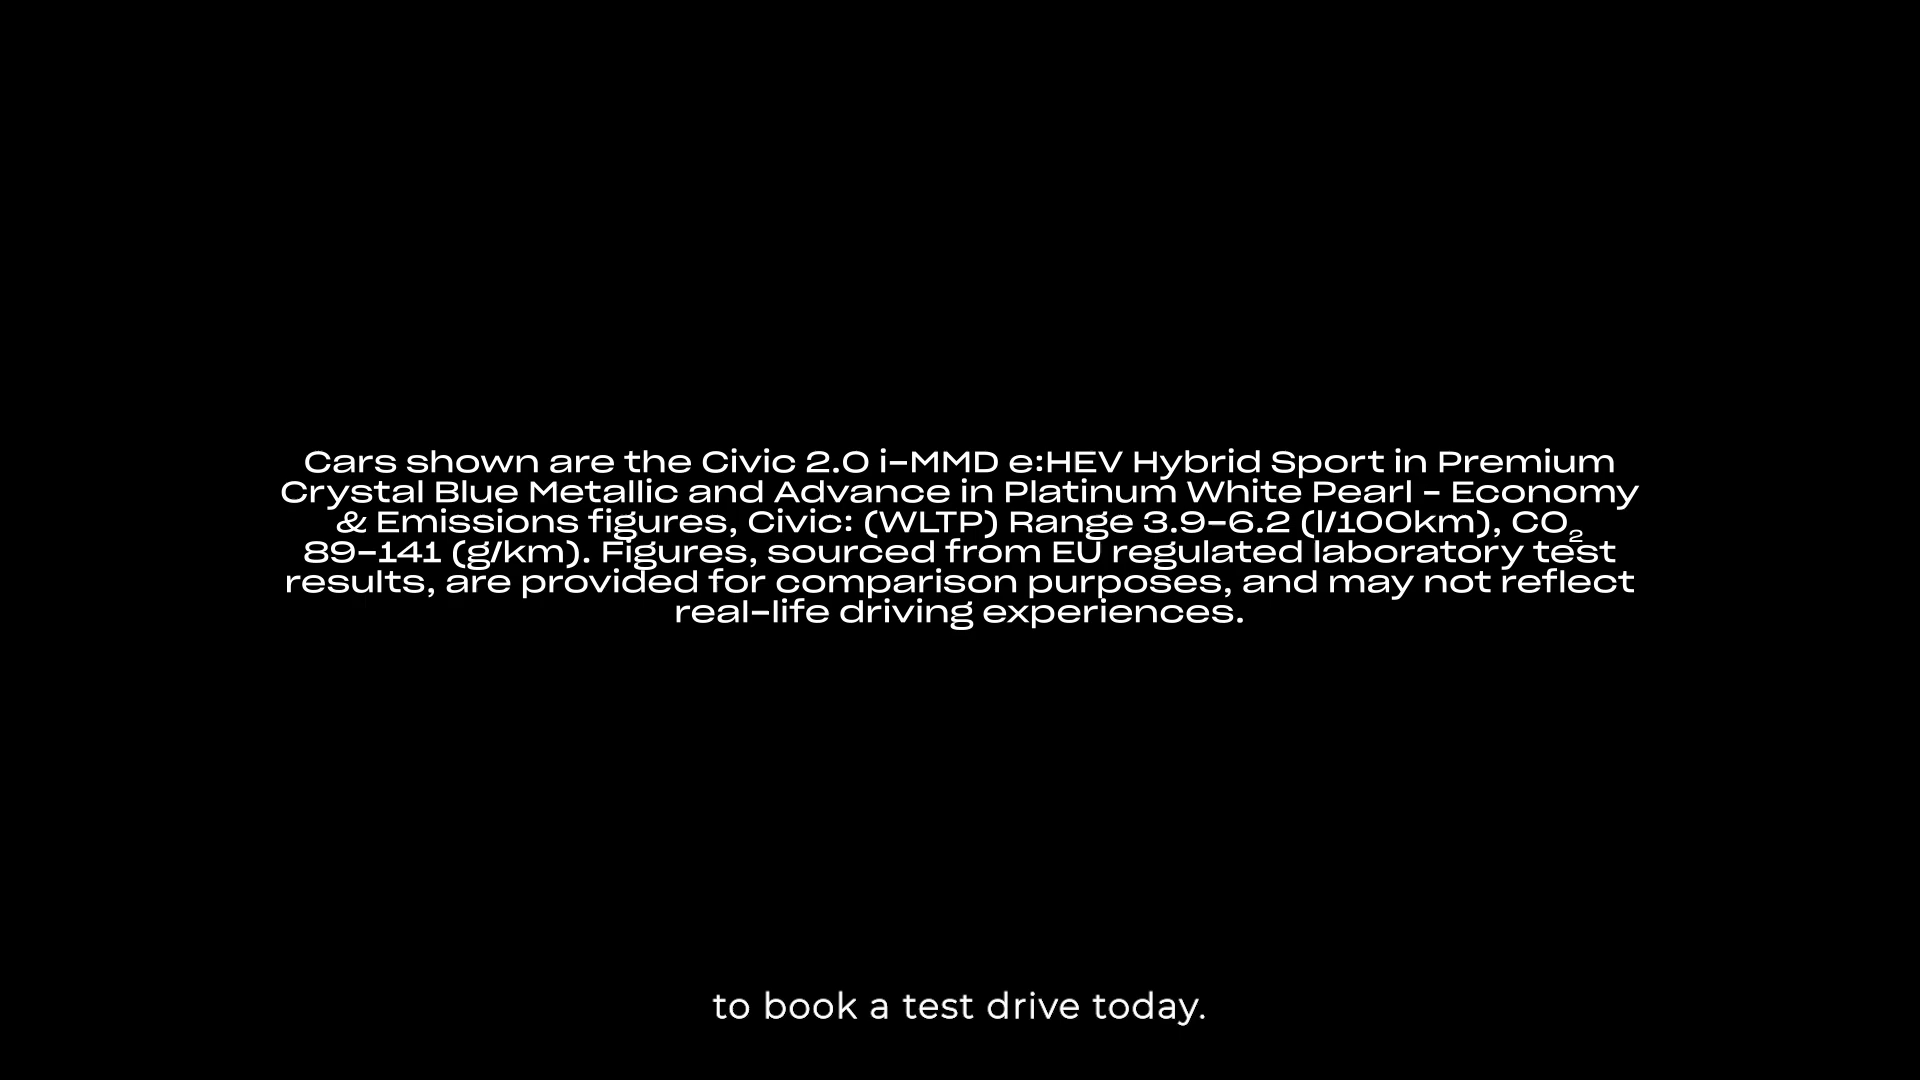 Cars shown are the Civic 2.0 i-MMD e:HEV Hybrid Sport in Premium
Crystal Blue Metallic and Advance in Platinum White Pearl - Economy
& Emissions figures, Civic: (WLTP) Range 3.9-6.2 (l/100km), CO₂
89-141 (g/km). Figures, sourced from EU regulated laboratory test
results, are provided for comparison purposes, and may not reflect
real-life driving experiences.
to book a test drive today.